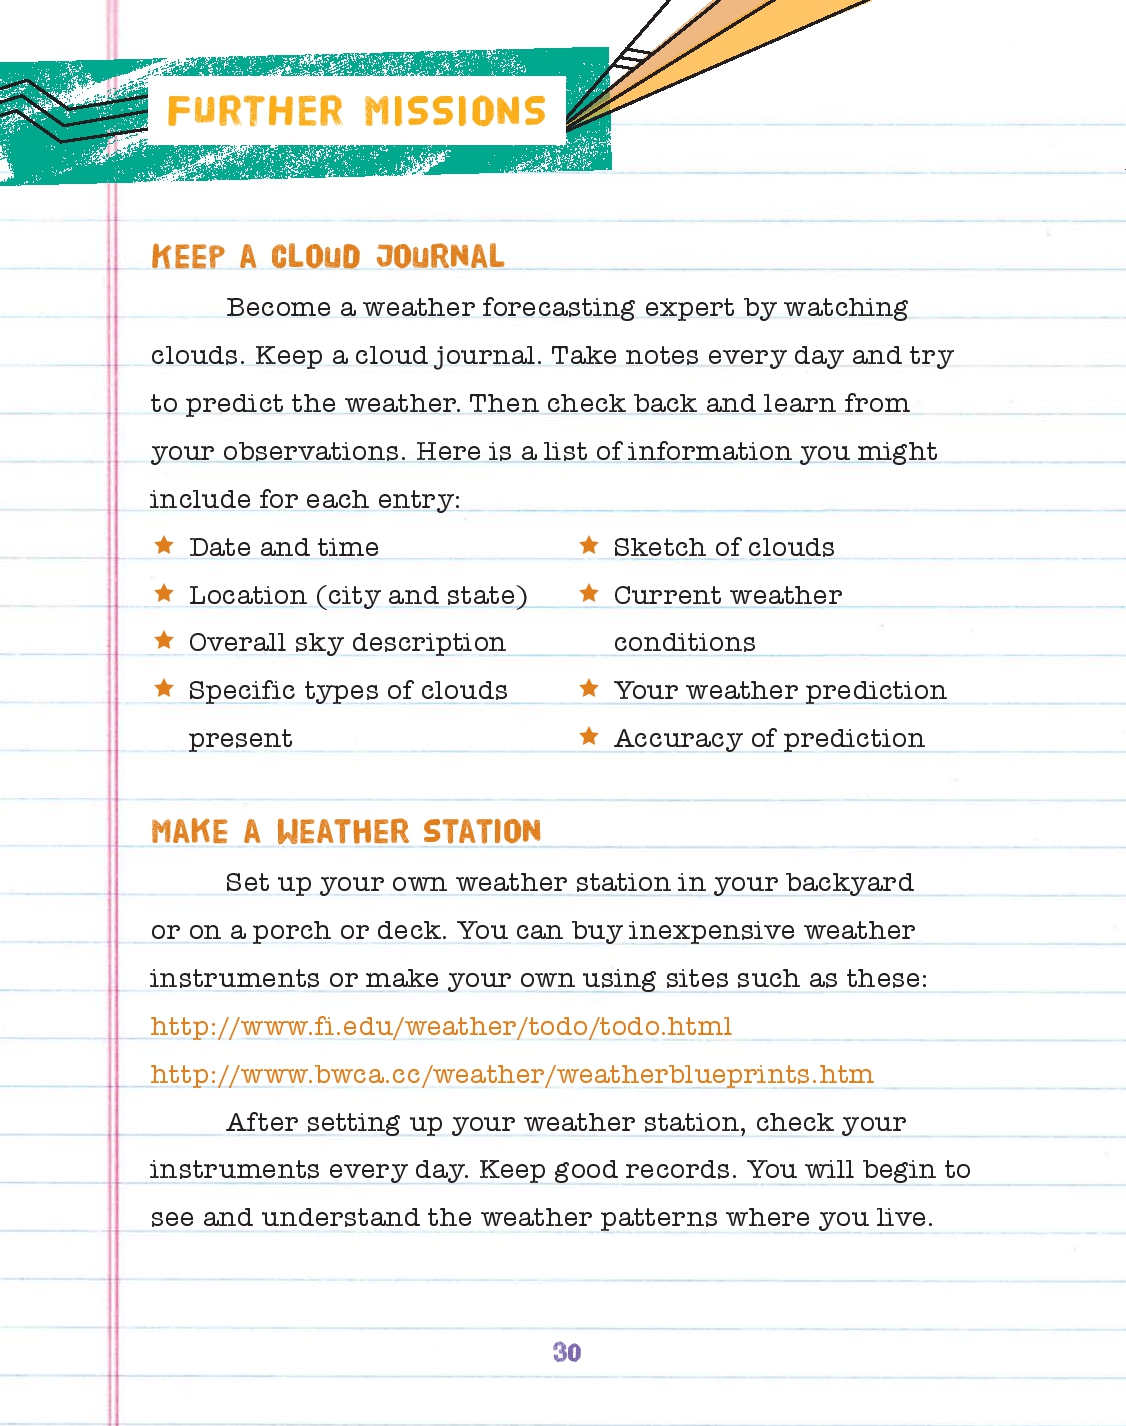 FURTHER MISSIONS
KEEP A CLOUD JOURNAL
Become a weather forecasting expert by watching
clouds. Keep a cloud journal. Take notes every day and try
to predict the weather. Then check back and learn from
your observations. Here is a list of information you might
include for each entry:
★ Date and time
★ Location (city and state)
★ Overall sky description
★ Specific types of clouds
present
★ Sketch of clouds
★ Current weather
conditions
★ Your weather prediction
★ Accuracy of prediction
MAKE A WEATHER STATION
Set up your own weather station in your backyard
or on a porch or deck. You can buy inexpensive weather
instruments or make your own using sites such as these:
http://www.fi.edu/weather/todo/todo.html
http://www.bwca.cc/weather/weatherblueprints.htm
After setting up your weather station, check your
instruments every day. Keep good records. You will begin to
see and understand the weather patterns where you live.
30